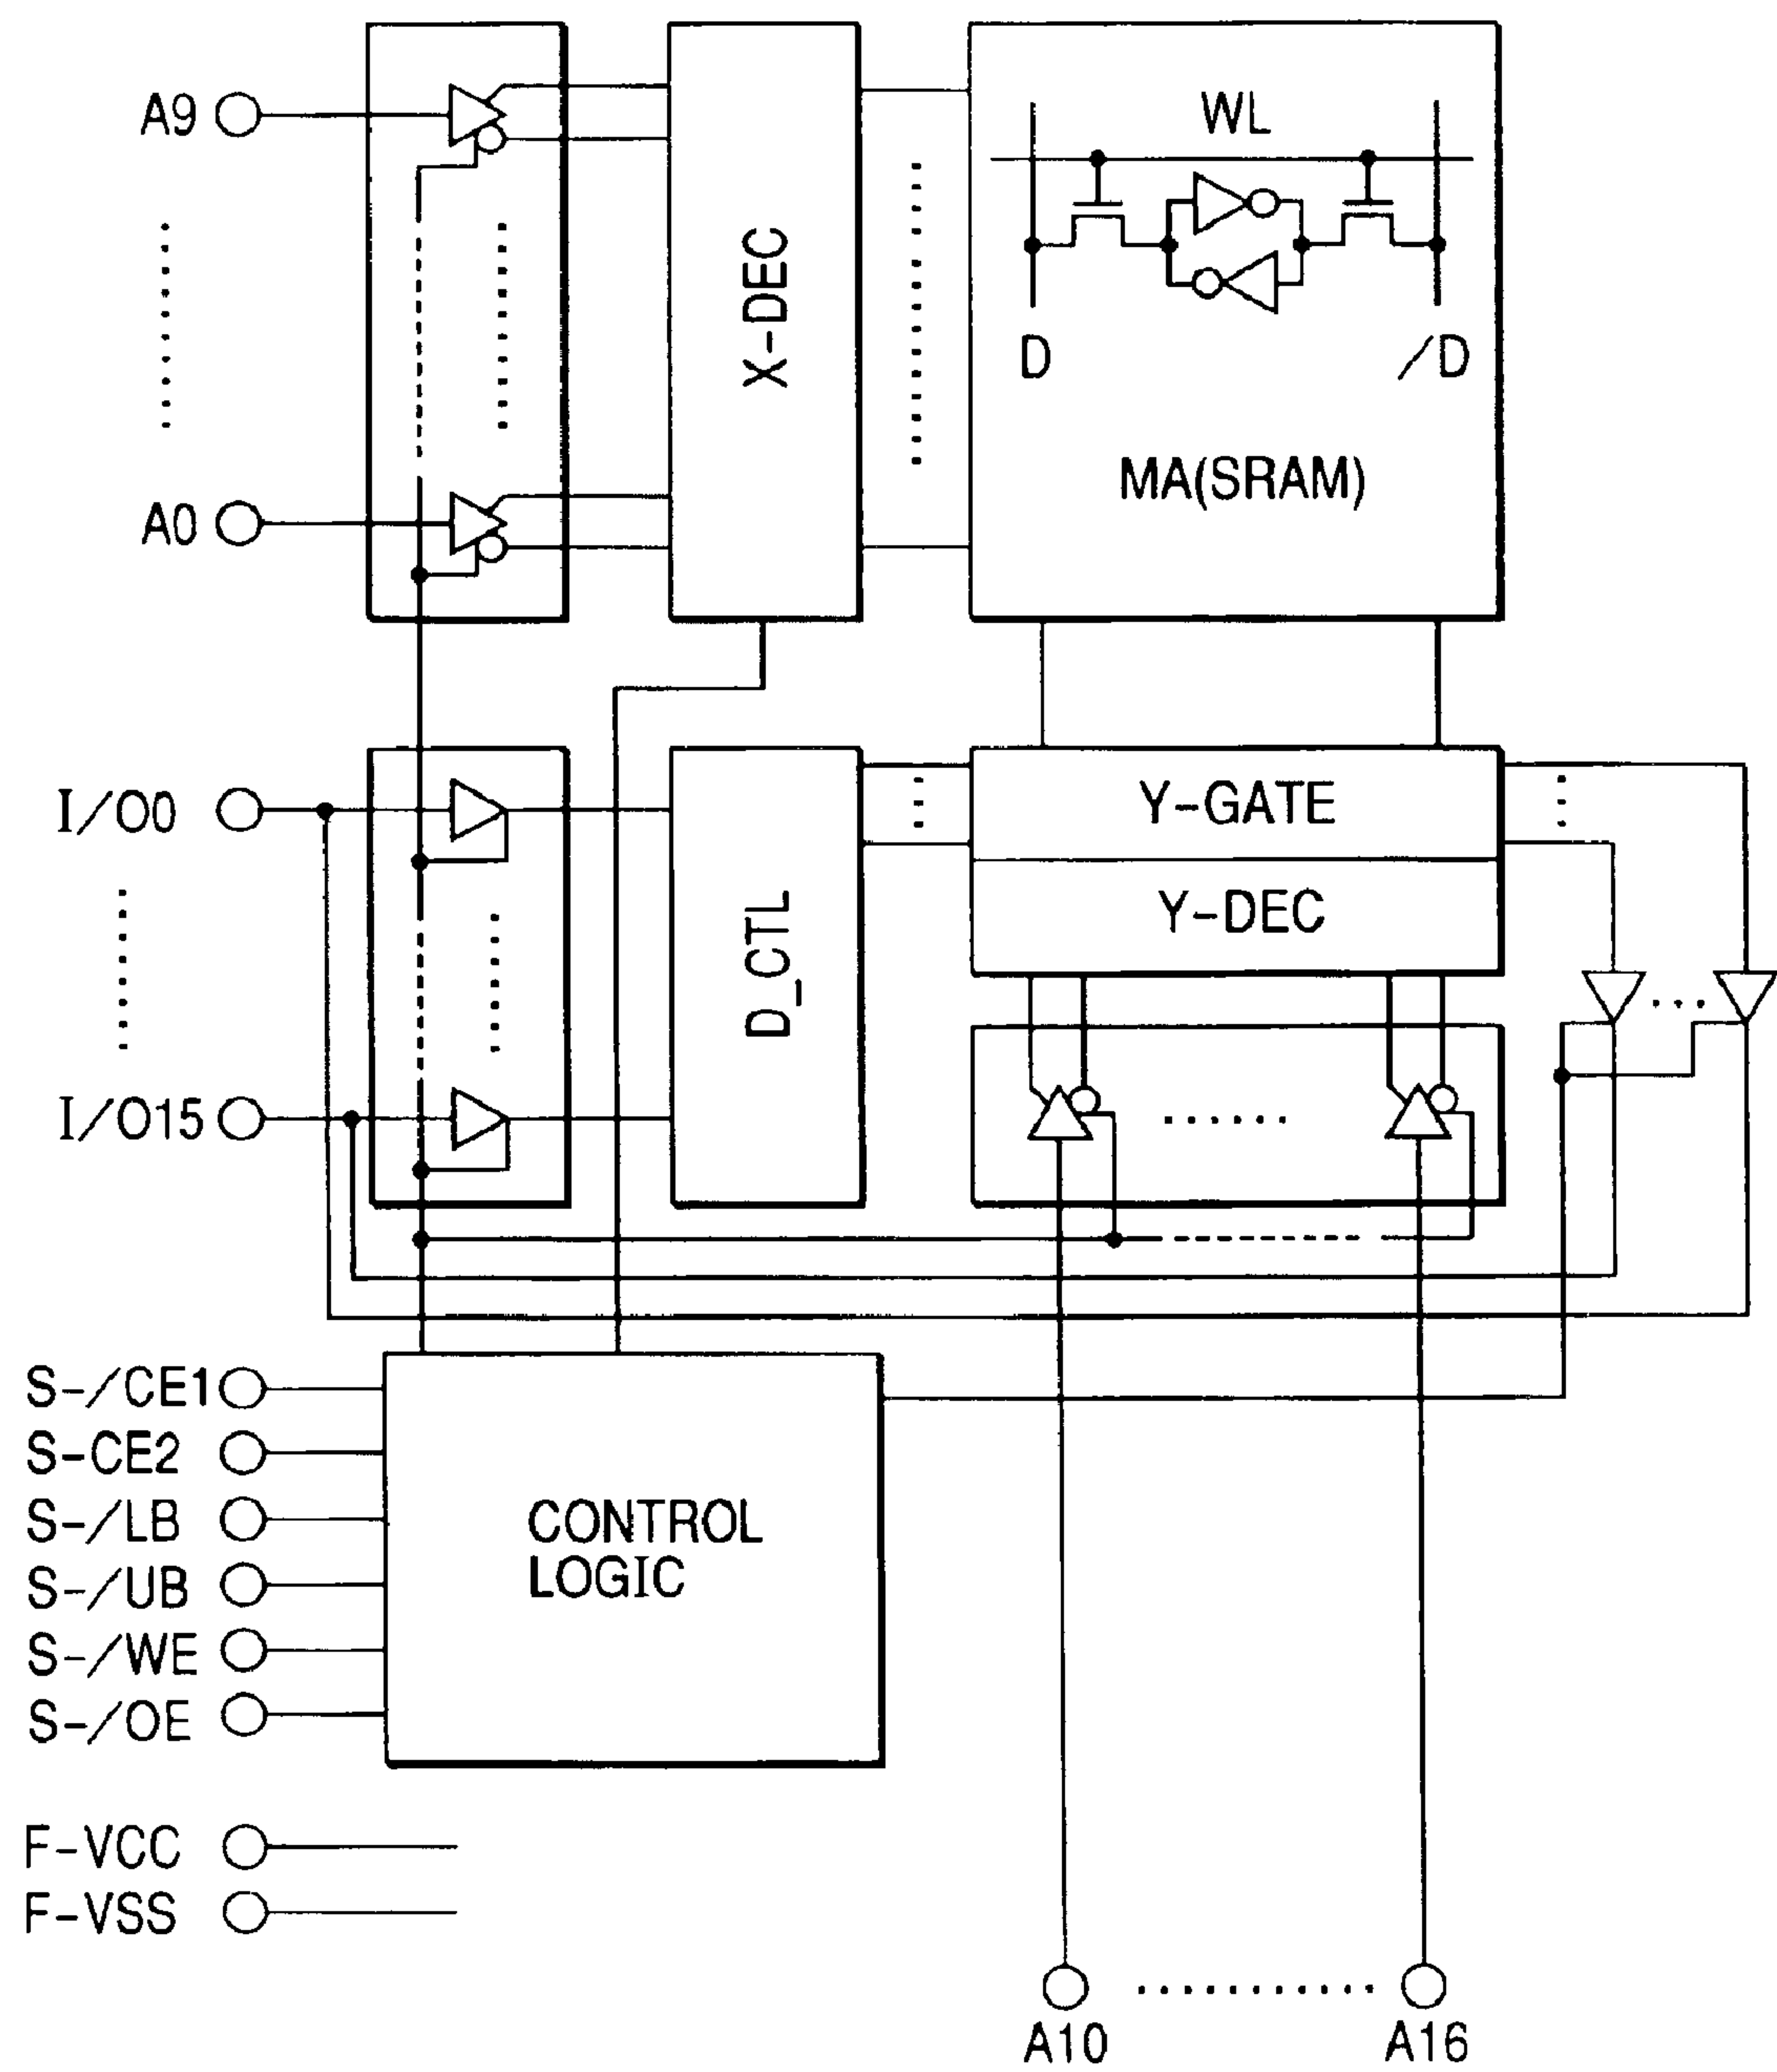 A9
WL
X-DEC
D
/D
MA(SRAM)
A0
I/O0
Y-GATE
Y-DEC
D_CTL
I/O15
S-/CE1
S-CE2
S-/LB
S-/UB
S-/WE
S-/OE
CONTROL
LOGIC
F-VCC
F-VSS
A10
A16